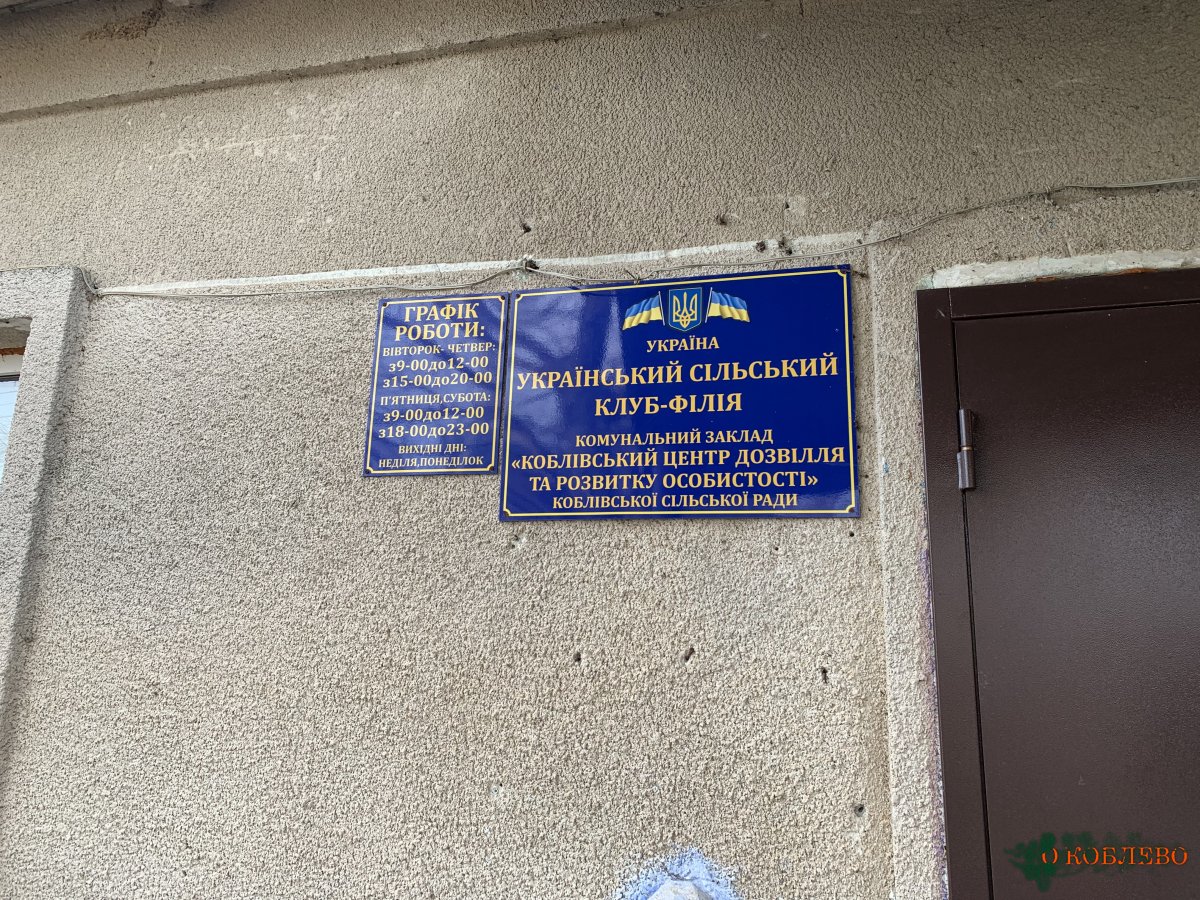 ГРАФІК
РОБОТИ:
ВІВТОРОК- ЧЕТВЕР:
з9-00до12-00
з15-00до20-00
П'ЯТНИЦЯ,СУБОТА:
з9-00до12-00
з18-00до23-00
ВИХІДНІ ДНІ:
НЕДІЛЯ,ПОНЕДІЛОК
УКРАЇНА
УКРАЇНСЬКИЙ СІЛЬСЬКИЙ
КЛУБ-ФІЛІЯ
КОМУНАЛЬНИЙ ЗАКЛАД
«КОБЛІВСЬКИЙ ЦЕНТР ДОЗВІЛЛЯ
ТА РОЗВИТКУ ОСОБИСТОСТІ»
КОБЛІВСЬКОЇ СІЛЬСЬКОЇ РАДИ
О КОБЛЕВО